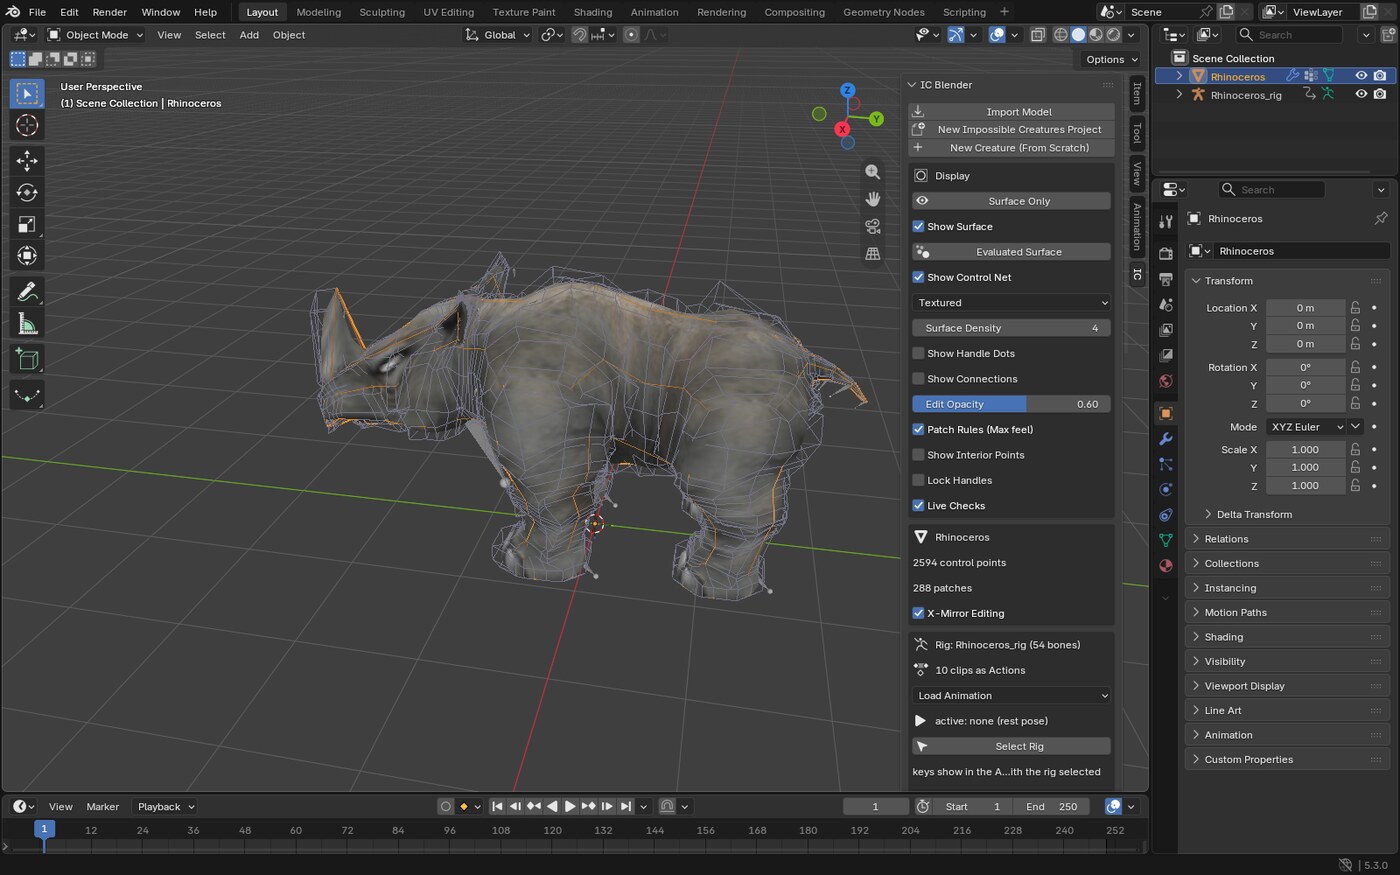 File Edit Render Window Help Layout Modeling Sculpting UV Editing Texture Paint Shading Animation Rendering Compositing Geometry Nodes Scripting + Scene ViewLayer
Object Mode View Select Add Object Global Search
Options
User Perspective
(1) Scene Collection | Rhinoceros
Z
Y
X
IC Blender
Import Model
New Impossible Creatures Project
New Creature (From Scratch)
Display
Surface Only
Show Surface
Evaluated Surface
Show Control Net
Textured
Surface Density 4
Show Handle Dots
Show Connections
Edit Opacity 0.60
Patch Rules (Max feel)
Show Interior Points
Lock Handles
Live Checks
Rhinoceros
2594 control points
288 patches
X-Mirror Editing
Rig: Rhinoceros_rig (54 bones)
10 clips as Actions
Load Animation
active: none (rest pose)
Select Rig
keys show in the A...ith the rig selected
Item
Tool
View
Animation
IC
Scene Collection
Rhinoceros
Rhinoceros_rig
Search
Rhinoceros
Rhinoceros
Transform
Location X 0 m
Y 0 m
Z 0 m
Rotation X 0°
Y 0°
Z 0°
Mode XYZ Euler
Scale X 1.000
Y 1.000
Z 1.000
Delta Transform
Relations
Collections
Instancing
Motion Paths
Shading
Visibility
Viewport Display
Line Art
Animation
Custom Properties
View Marker Playback 1 Start 1 End 250
1 12 24 36 48 60 72 84 96 108 120 132 144 156 168 180 192 204 216 228 240 252
5.3.0